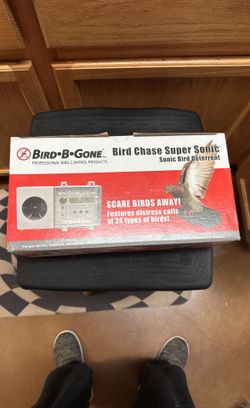 BIRD•B•GONE
PROFESSIONAL BIRD CONTROL PRODUCTS
Bird Chase Super Sonic
Sonic Bird Deterrent
SCARE BIRDS AWAY!
Features distress calls
of 24 types of birds!